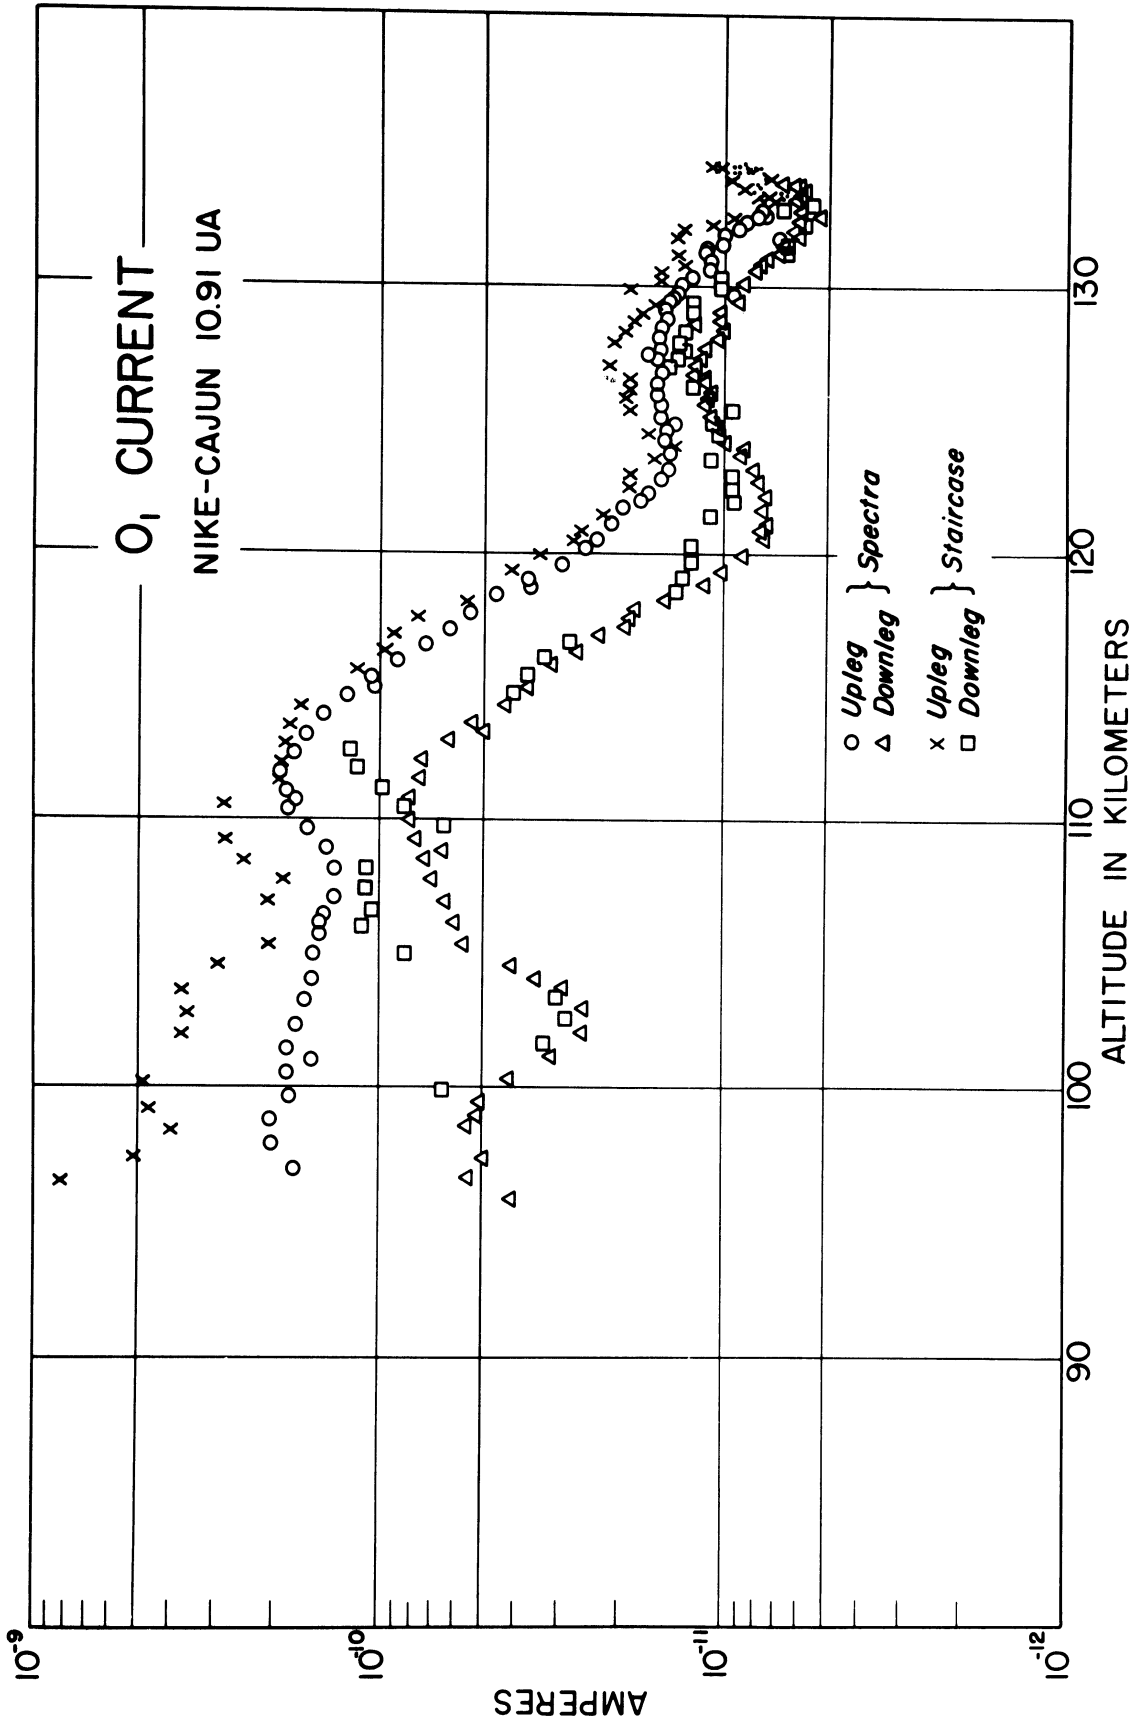 O₁ CURRENT
NIKE-CAJUN 10.91 UA
AMPERES
10⁻⁹
10⁻¹⁰
10⁻¹¹
10⁻¹²
90
100
110
120
130
ALTITUDE IN KILOMETERS
○ Upleg
△ Downleg
} Spectra
× Upleg
□ Downleg
} Staircase